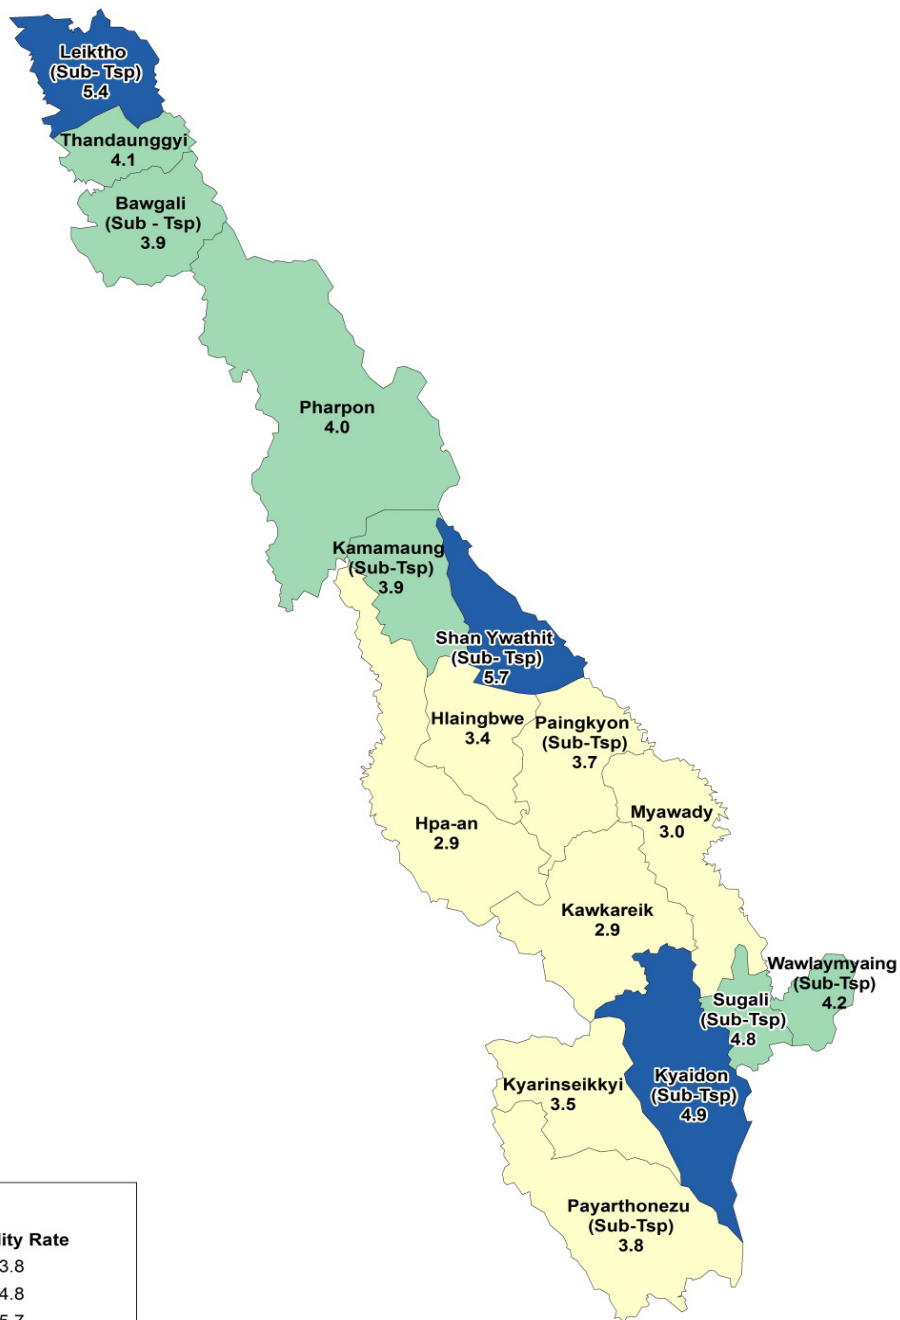 Leiktho
(Sub- Tsp)
5.4
Thandaunggyi
4.1
Bawgali
(Sub - Tsp)
3.9
Pharpon
4.0
Kamamaung
(Sub-Tsp)
3.9
Shan Ywathit
(Sub- Tsp)
5.7
Hlaingbwe
3.4
Paingkyon
(Sub-Tsp)
3.7
Myawady
3.0
Hpa-an
2.9
Kawkareik
2.9
Wawlaymyaing
(Sub-Tsp)
4.2
Sugali
(Sub-Tsp)
4.8
Kyaidon
(Sub-Tsp)
4.9
Kyarinseikkyi
3.5
Payarthonezu
(Sub-Tsp)
3.8
lity Rate
3.8
4.8